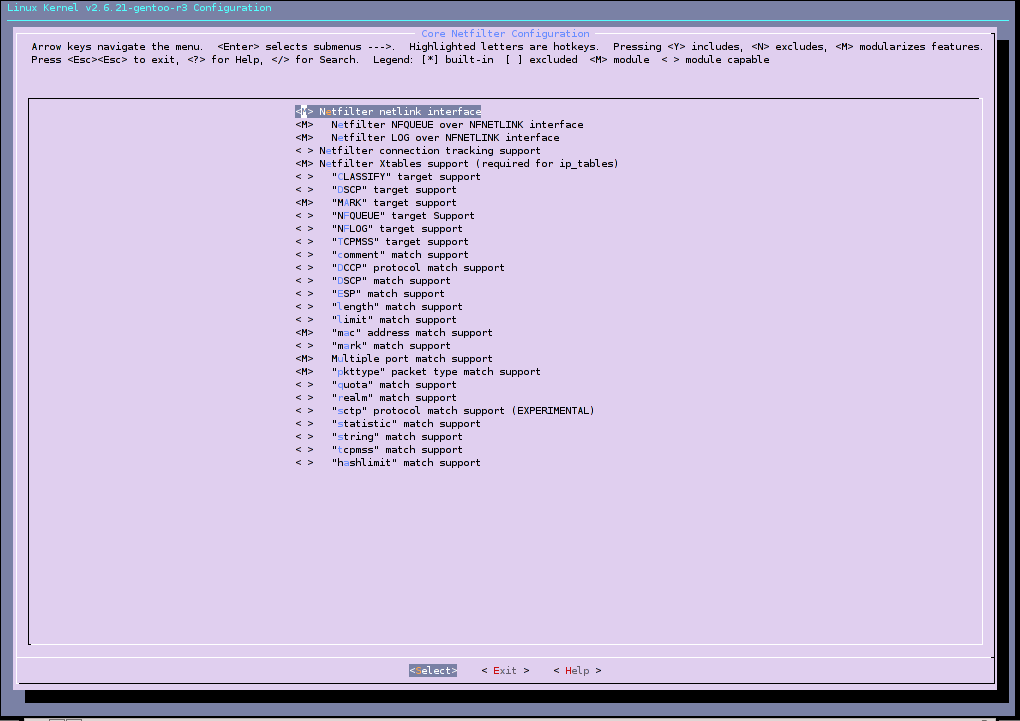 Linux Kernel v2.6.21-gentoo-r3 Configuration
Core Netfilter Configuration
Arrow keys navigate the menu.  <Enter> selects submenus --->.  Highlighted letters are hotkeys.  Pressing <Y> includes, <N> excludes, <M> modularizes features.
Press <Esc><Esc> to exit, <?> for Help, </> for Search.  Legend: [*] built-in  [ ] excluded  <M> module  < > module capable
<M> Netfilter netlink interface
<M>   Netfilter NFQUEUE over NFNETLINK interface
<M>   Netfilter LOG over NFNETLINK interface
< > Netfilter connection tracking support
<M> Netfilter Xtables support (required for ip_tables)
< >   "CLASSIFY" target support
< >   "DSCP" target support
<M>   "MARK" target support
< >   "NFQUEUE" target Support
< >   "NFLOG" target support
< >   "TCPMSS" target support
< >   "comment" match support
< >   "DCCP" protocol match support
< >   "DSCP" match support
< >   "ESP" match support
< >   "length" match support
< >   "limit" match support
<M>   "mac" address match support
< >   "mark" match support
<M>   Multiple port match support
<M>   "pkttype" packet type match support
< >   "quota" match support
< >   "realm" match support
< >   "sctp" protocol match support (EXPERIMENTAL)
< >   "statistic" match support
< >   "string" match support
< >   "tcpmss" match support
< >   "hashlimit" match support
<Select>    < Exit >    < Help >